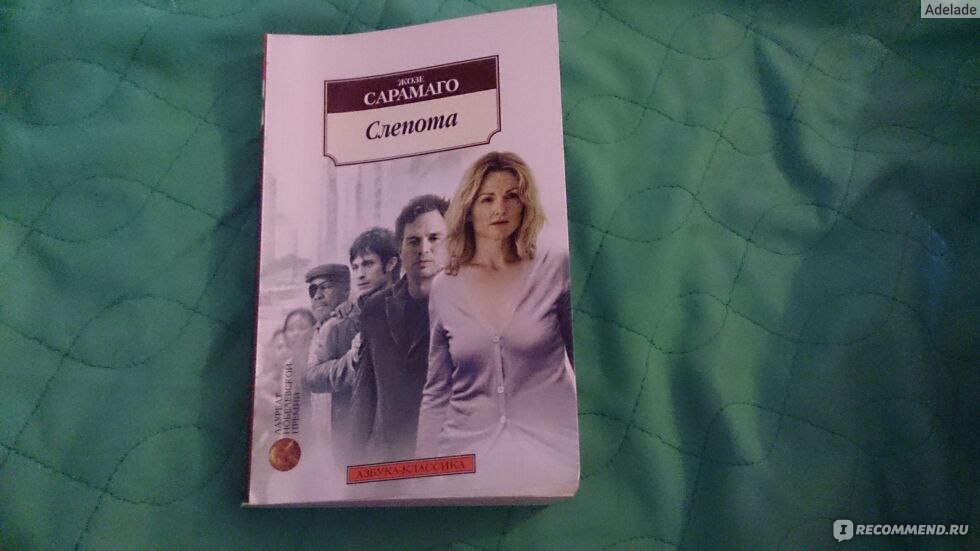 Adelade
ЖОЗЕ
САРАМАГО
Слепота
ЛАУРЕАТ
НОБЕЛЕВСКОЙ
ПРЕМИИ
АЗБУКА-КЛАССИКА
I RECOMMEND.RU